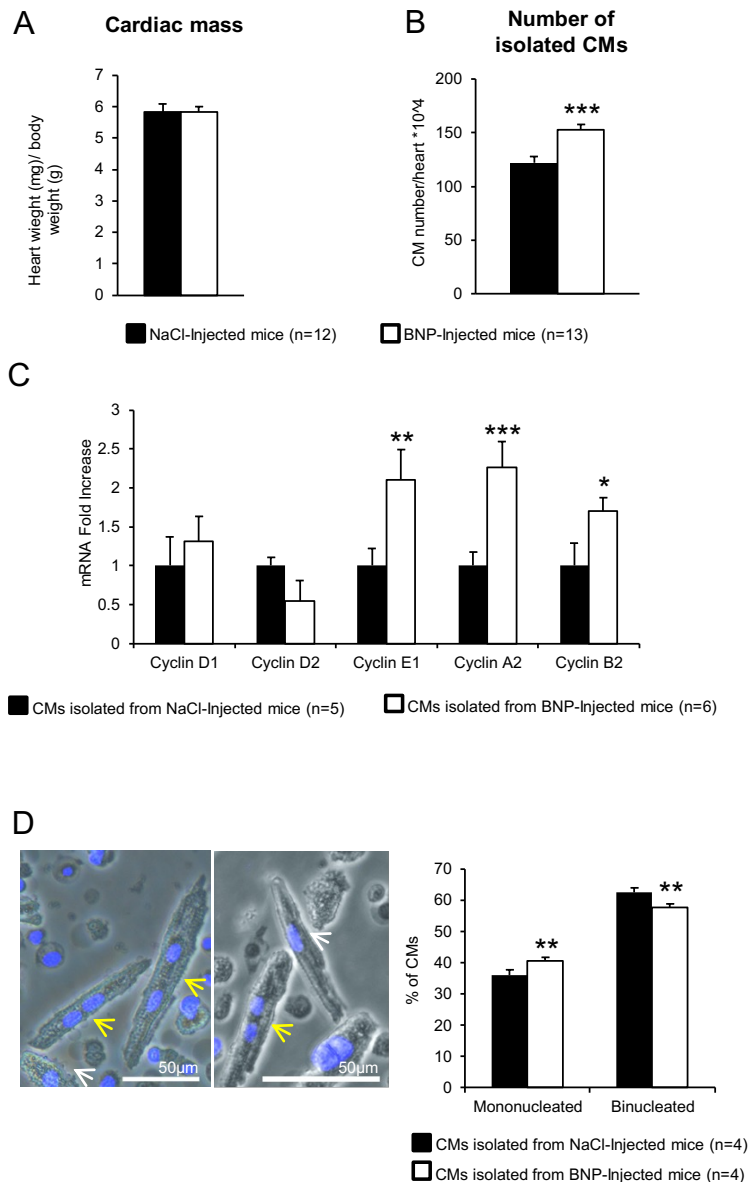 A
Cardiac mass
Heart wieght (mg)/ body
weight (g)
7
6
5
4
3
2
1
0
B
Number of
isolated CMs
CM number/heart *10^4
200
150
100
50
0
***
NaCl-Injected mice (n=12)
BNP-Injected mice (n=13)
C
mRNA Fold Increase
3
2.5
2
1.5
1
0.5
0
**
***
*
Cyclin D1
Cyclin D2
Cyclin E1
Cyclin A2
Cyclin B2
CMs isolated from NaCl-Injected mice (n=5)
CMs isolated from BNP-Injected mice (n=6)
D
50µm
50µm
% of CMs
70
60
50
40
30
20
10
0
**
**
Mononucleated
Binucleated
CMs isolated from NaCl-Injected mice (n=4)
CMs isolated from BNP-Injected mice (n=4)